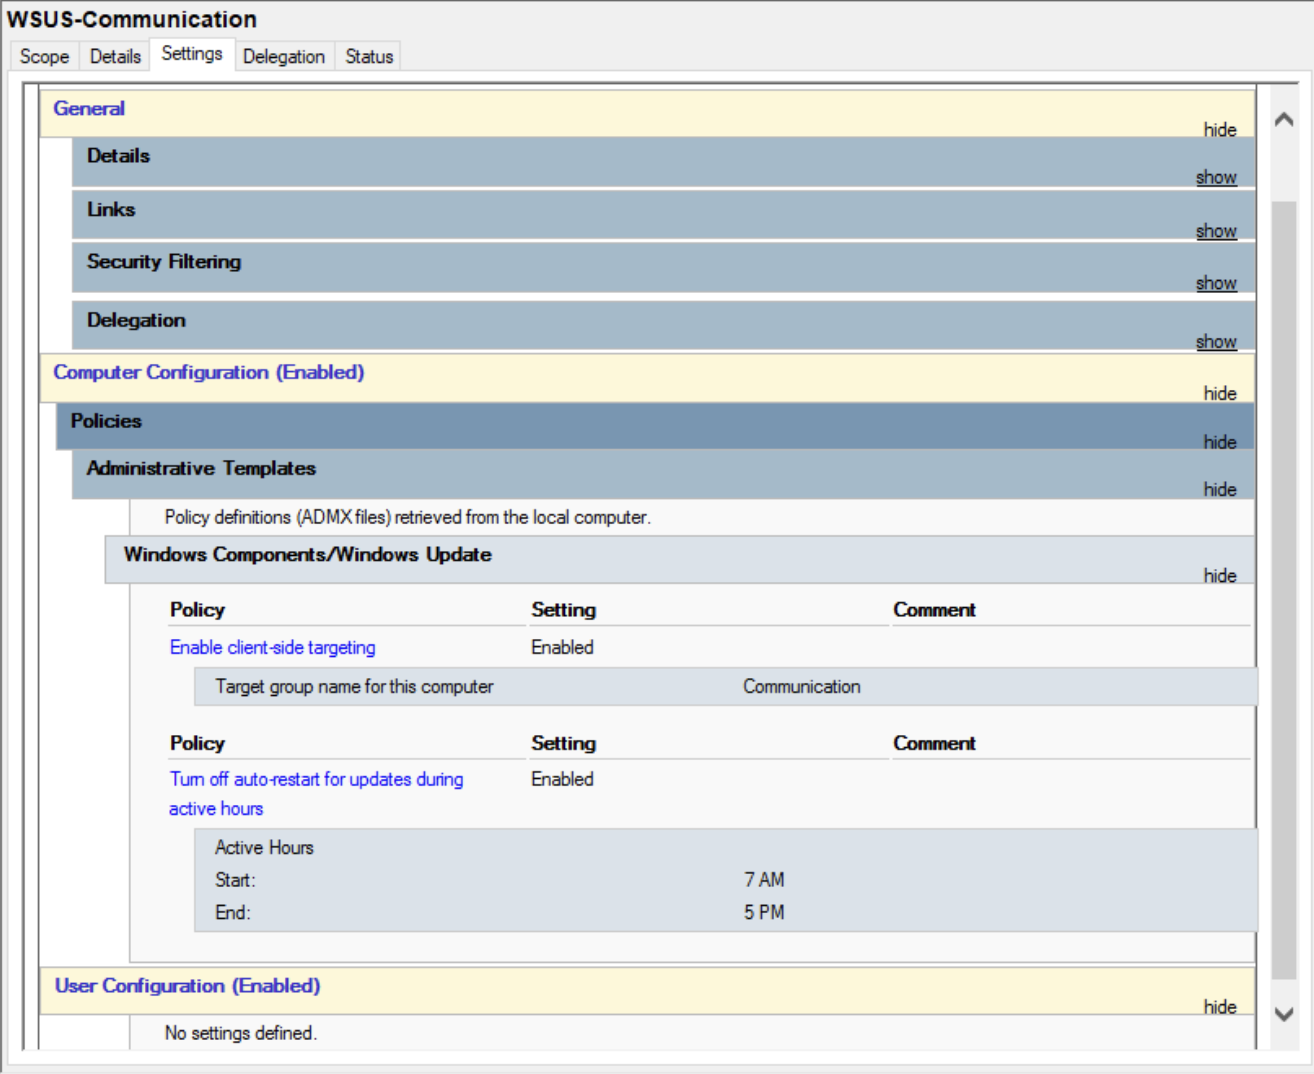 WSUS-Communication
Scope Details Settings Delegation Status
General
hide
Details
show
Links
show
Security Filtering
show
Delegation
show
Computer Configuration (Enabled)
hide
Policies
hide
Administrative Templates
hide
Policy definitions (ADMX files) retrieved from the local computer.
Windows Components/Windows Update
hide
Policy Setting Comment
Enable client-side targeting Enabled
Target group name for this computer Communication
Policy Setting Comment
Turn off auto-restart for updates during Enabled
active hours
Active Hours
Start: 7 AM
End: 5 PM
User Configuration (Enabled)
hide
No settings defined.